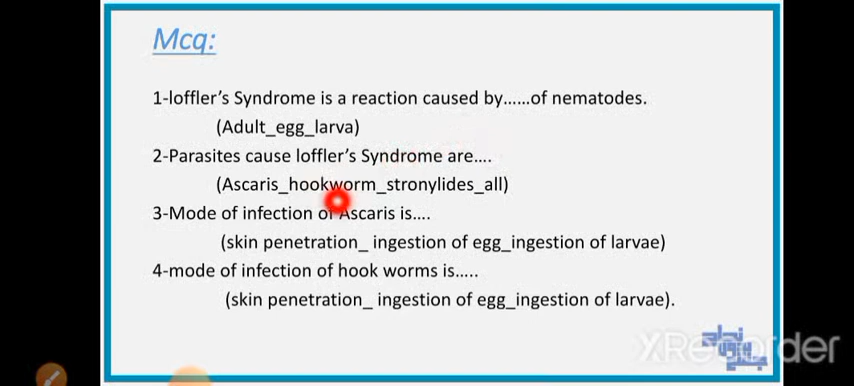 Mcq:
1-loffler's Syndrome is a reaction caused by......of nematodes.
(Adult_egg_larva)
2-Parasites cause loffler's Syndrome are....
(Ascaris_hookworm_stronylides_all)
3-Mode of infection of Ascaris is....
(skin penetration_ ingestion of egg_ingestion of larvae)
4-mode of infection of hook worms is.....
(skin penetration_ ingestion of egg_ingestion of larvae).
XRecorder